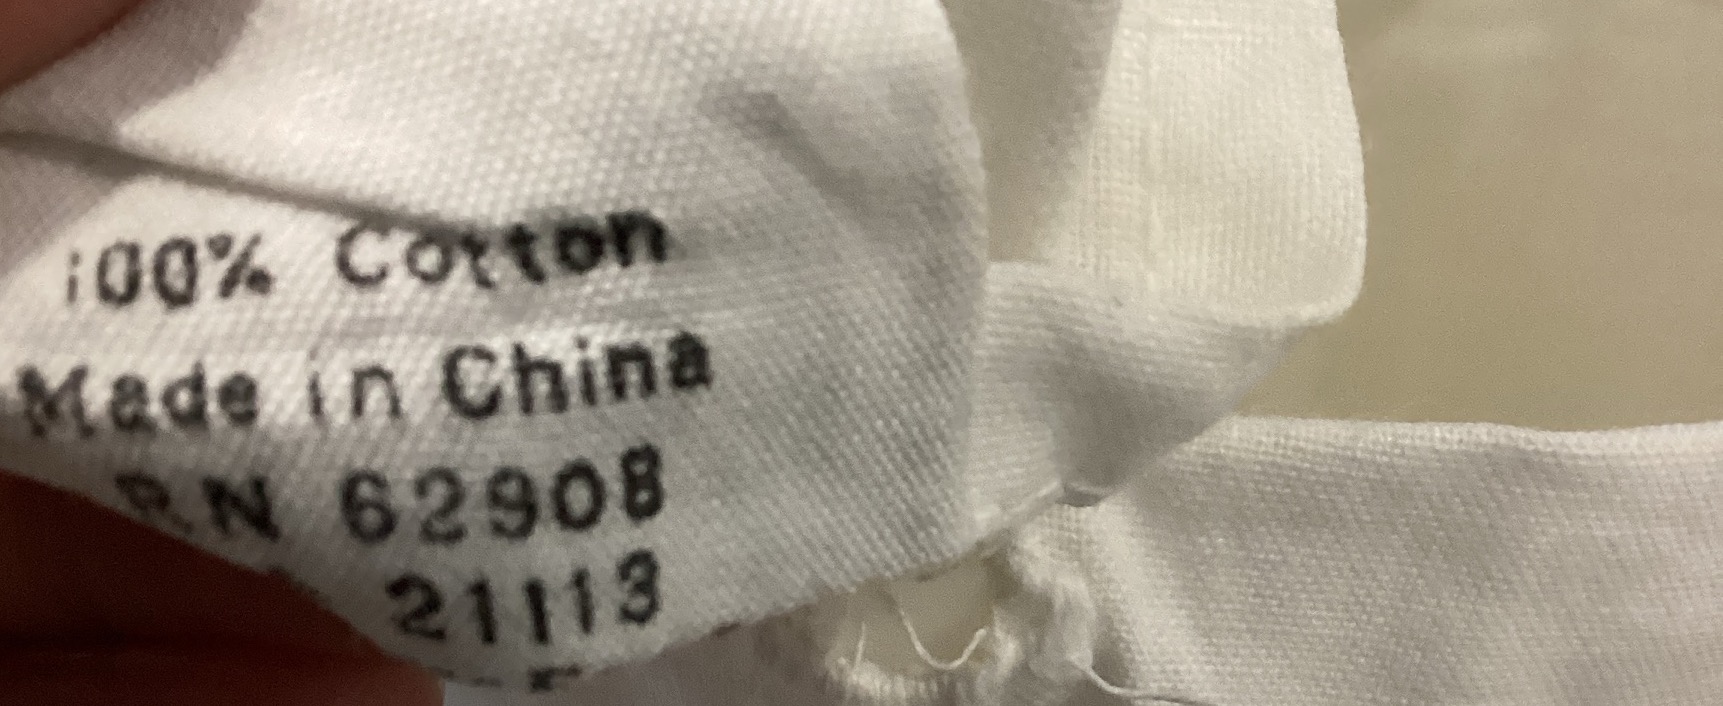 100% Cotton
Made in China
RN 62908
21113